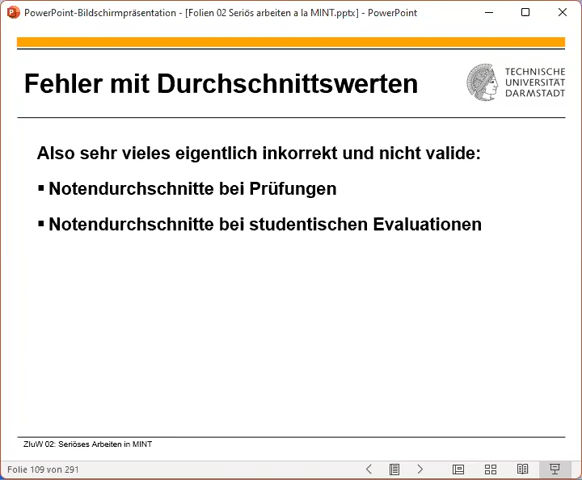 PowerPoint-Bildschirmpräsentation - [Folien 02 Seriös arbeiten a la MINT.pptx] - PowerPoint
Fehler mit Durchschnittswerten
TECHNISCHE
UNIVERSITÄT
DARMSTADT
Also sehr vieles eigentlich inkorrekt und nicht valide:
▪ Notendurchschnitte bei Prüfungen
▪ Notendurchschnitte bei studentischen Evaluationen
ZIuW 02: Seriöses Arbeiten in MINT
Folie 109 von 291